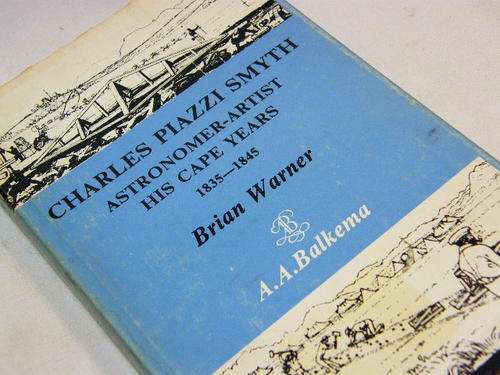 CHARLES PIAZZI SMYTH
ASTRONOMER-ARTIST
HIS CAPE YEARS
1835—1845
Brian Warner
A.A.Balkema